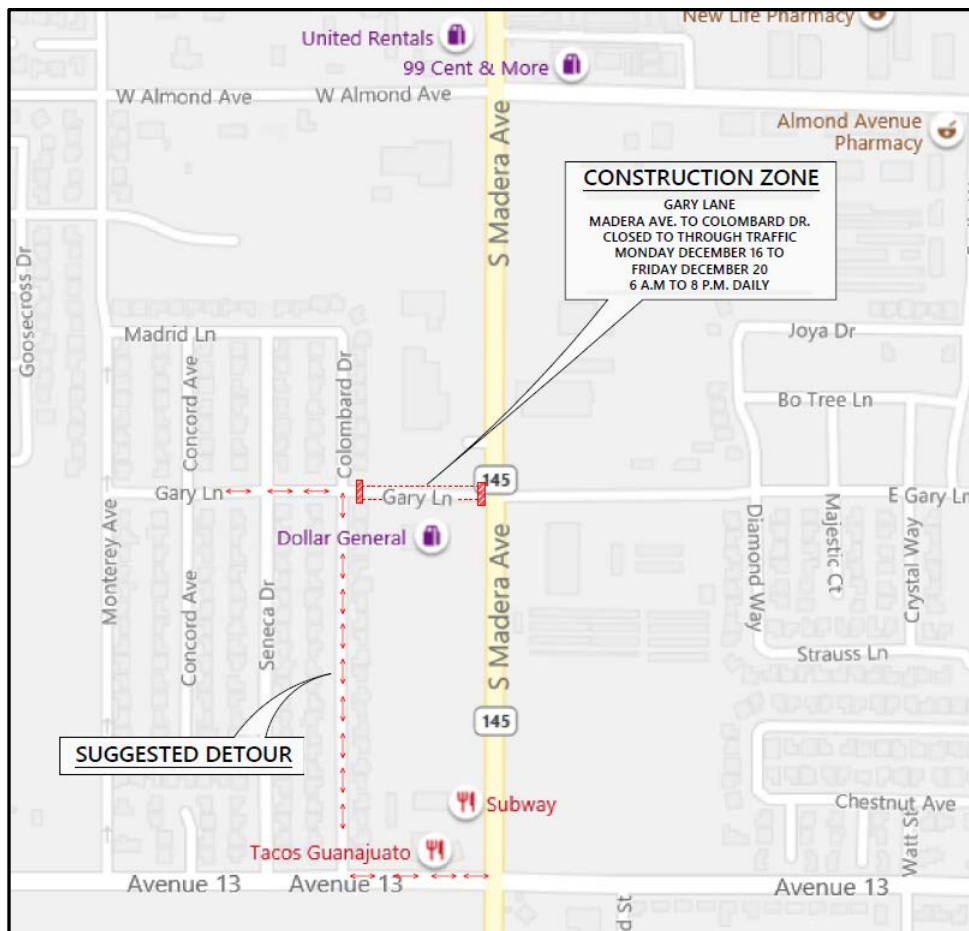 New Life Pharmacy
United Rentals
99 Cent & More
W Almond Ave
W Almond Ave
Almond Avenue
Pharmacy
S Madera Ave
CONSTRUCTION ZONE
GARY LANE
MADERA AVE. TO COLOMBARD DR.
CLOSED TO THROUGH TRAFFIC
MONDAY DECEMBER 16 TO
FRIDAY DECEMBER 20
6 A.M TO 8 P.M. DAILY
Goosecross Dr
Madrid Ln
Joya Dr
Concord Ave
Colombard Dr
Bo Tree Ln
145
Gary Ln
Gary Ln
E Gary Ln
Dollar General
Monterey Ave
Concord Ave
Seneca Dr
S Madera Ave
Diamond Way
Majestic Ct
Crystal Way
Strauss Ln
145
SUGGESTED DETOUR
Subway
Chestnut Ave
Watt St
Tacos Guanajuato
Avenue 13
Avenue 13
Avenue 13
d St